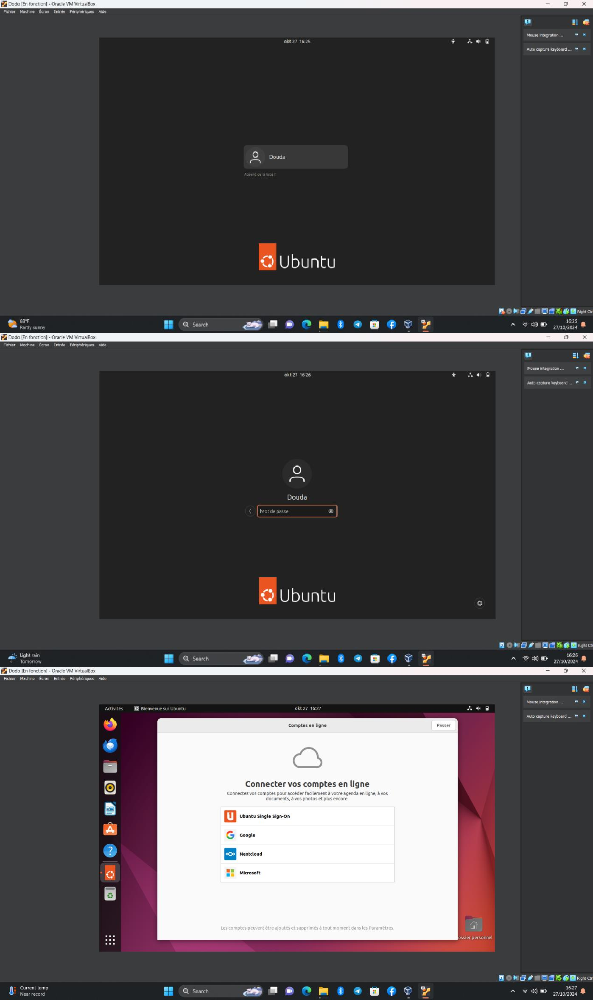 Dodo [En fonction] - Oracle VM VirtualBox
Fichier Machine Écran Entrée Périphériques Aide
okt 27 16:25
Mouse integration ...
Auto capture keyboard ...
Douda
Absent de la liste ?
Ubuntu
Right Ctr
88°F
Partly sunny
Search
16:25
27/10/2024
Dodo [En fonction] - Oracle VM VirtualBox
Fichier Machine Écran Entrée Périphériques Aide
okt 27 16:26
Mouse integration ...
Auto capture keyboard ...
Douda
Mot de passe
Ubuntu
Right Ctr
Light rain
Tomorrow
Search
16:26
27/10/2024
Dodo [En fonction] - Oracle VM VirtualBox
Fichier Machine Écran Entrée Périphériques Aide
Mouse integration ...
Auto capture keyboard ...
Activités Bienvenue sur Ubuntu okt 27 16:27
Comptes en ligne Passer
Connecter vos comptes en ligne
Connectez vos comptes pour accéder facilement à votre agenda en ligne, à vos
documents, à vos photos et plus encore.
Ubuntu Single Sign-On
Google
Nextcloud
Microsoft
Les comptes peuvent être ajoutés et supprimés à tout moment dans les Paramètres.
ossier personnel
Right Ctr
Current temp
Near record
Search
16:27
27/10/2024